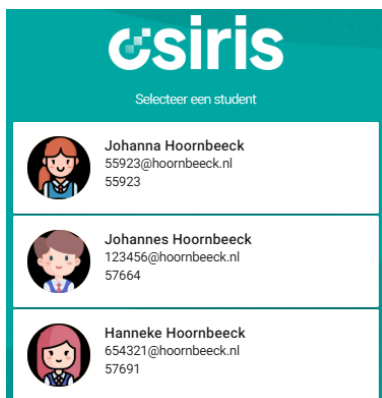 osiris
Selecteer een student
Johanna Hoornbeeck
55923@hoornbeeck.nl
55923
Johannes Hoornbeeck
123456@hoornbeeck.nl
57664
Hanneke Hoornbeeck
654321@hoornbeeck.nl
57691